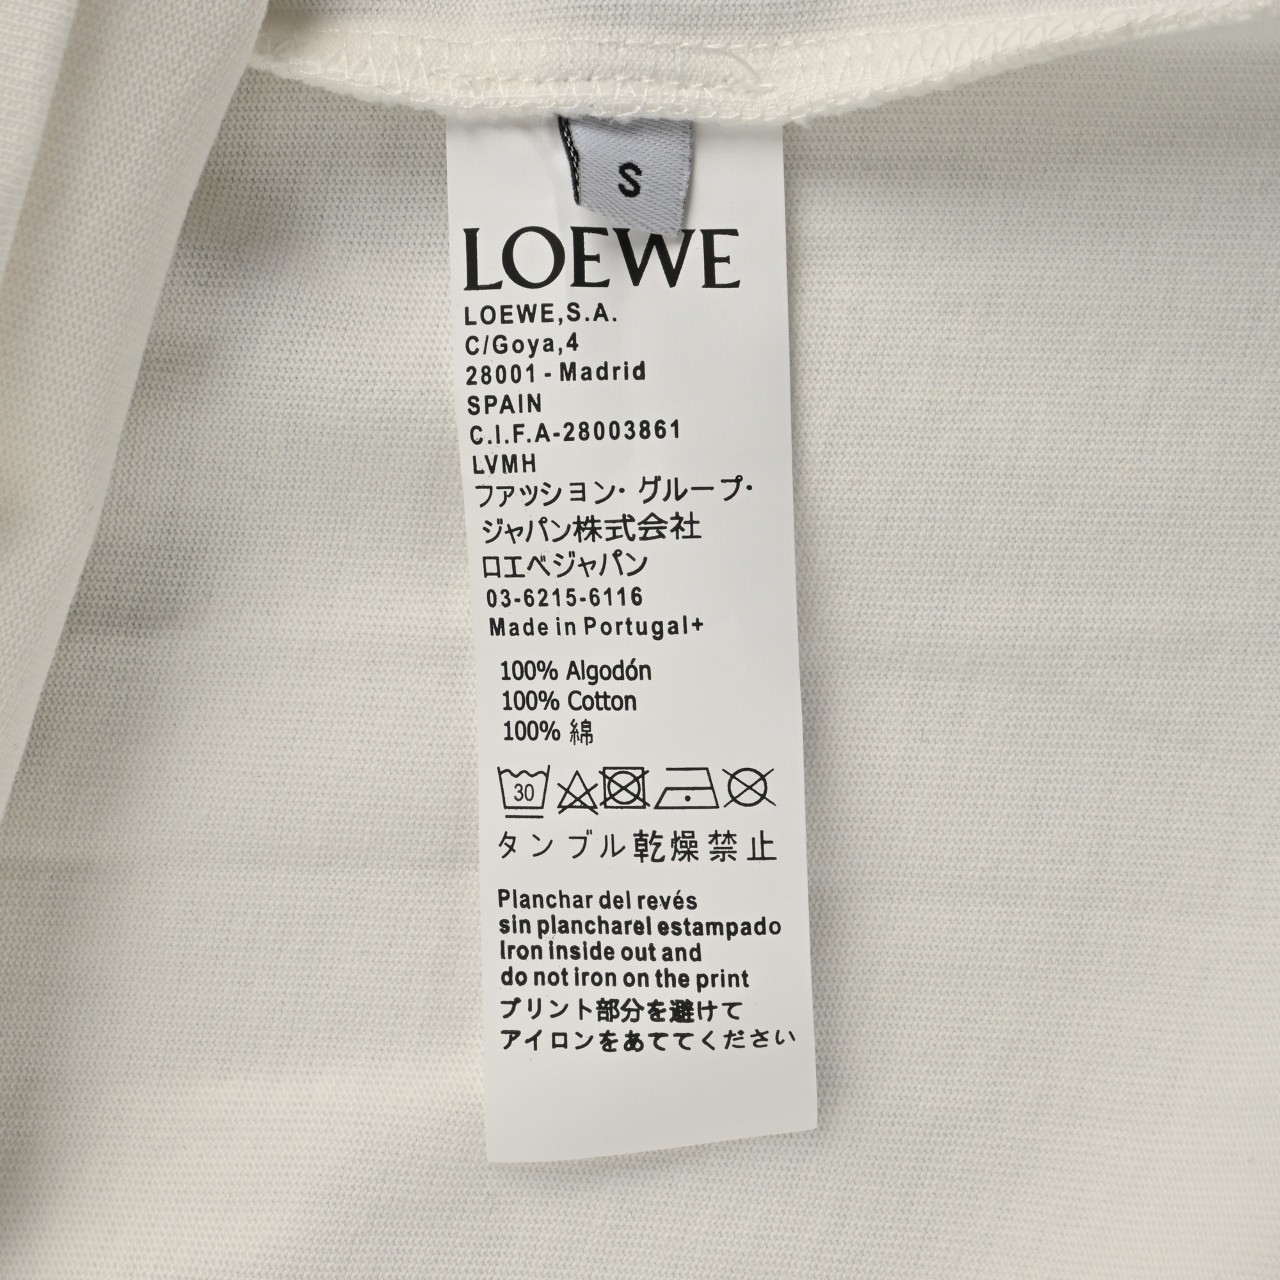 S
LOEWE
LOEWE,S.A.
C/Goya,4
28001 - Madrid
SPAIN
C.I.F.A-28003861
LVMH
ファッション・グループ・
ジャパン株式会社
ロエベジャパン
03-6215-6116
Made in Portugal+
100% Algodón
100% Cotton
100% 綿
30
タンブル乾燥禁止
Planchar del revés
sin plancharel estampado
Iron inside out and
do not iron on the print
プリント部分を避けて
アイロンをあててください